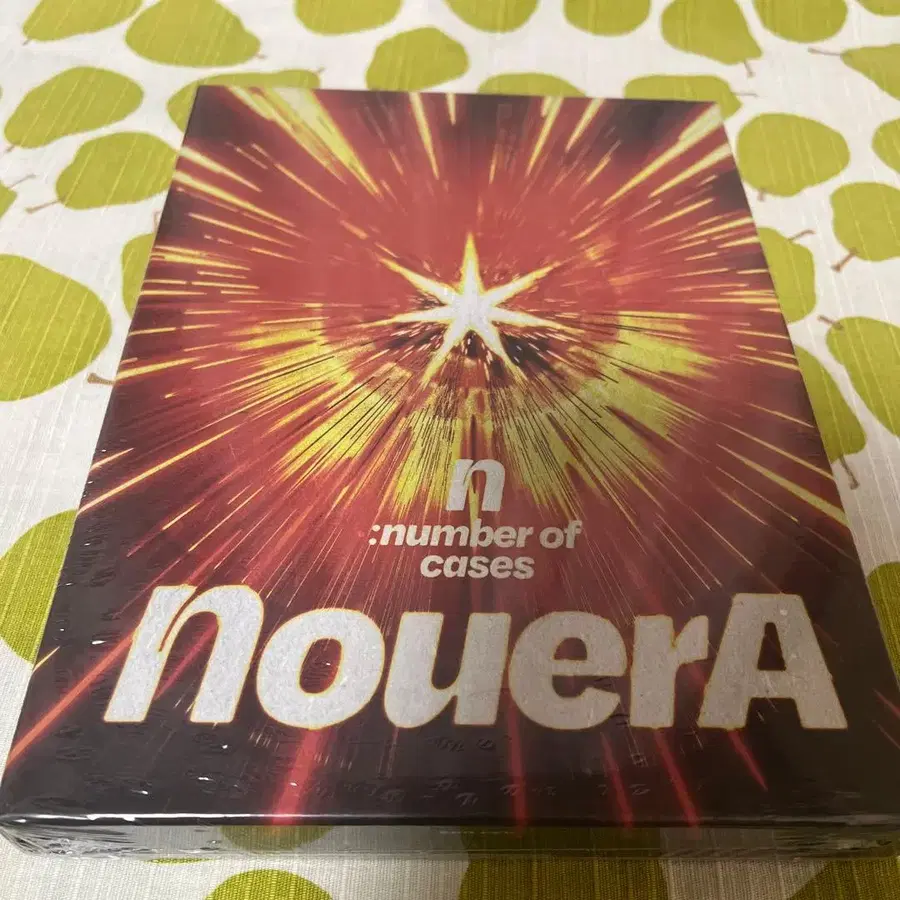 n
:number of
cases
nouerA